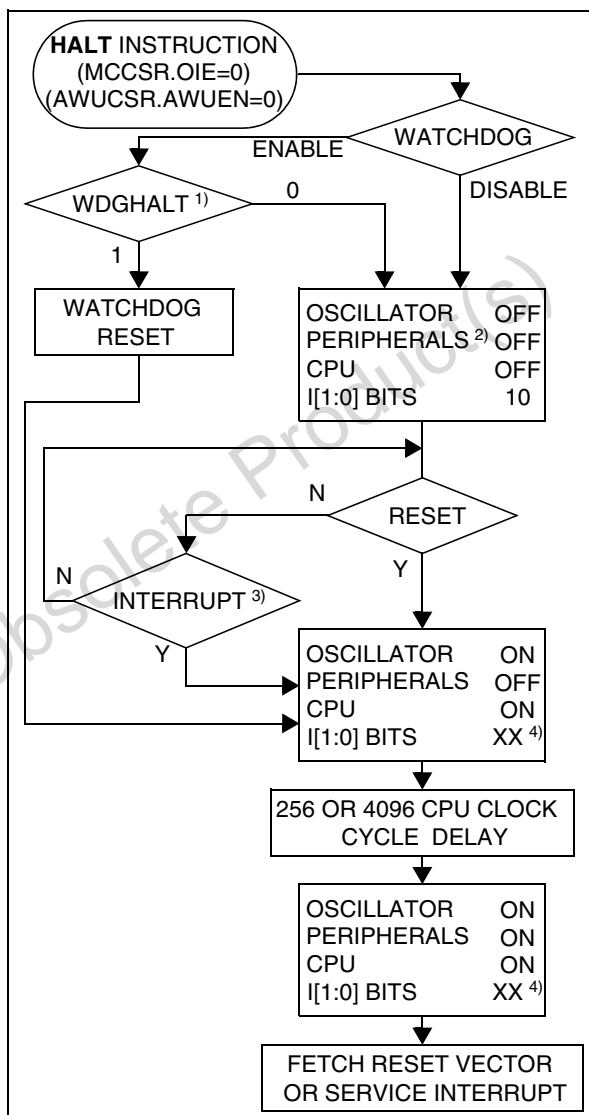 HALT INSTRUCTION
(MCCSR.OIE=0)
(AWUCSR.AWUEN=0)
WATCHDOG
ENABLE
DISABLE
WDGHALT 1)
0
1
WATCHDOG
RESET
OSCILLATOR OFF
PERIPHERALS 2) OFF
CPU OFF
I[1:0] BITS 10
RESET
N
Y
INTERRUPT 3)
N
Y
OSCILLATOR ON
PERIPHERALS OFF
CPU ON
I[1:0] BITS XX 4)
256 OR 4096 CPU CLOCK
CYCLE DELAY
OSCILLATOR ON
PERIPHERALS ON
CPU ON
I[1:0] BITS XX 4)
FETCH RESET VECTOR
OR SERVICE INTERRUPT
Obsolete Product(s)